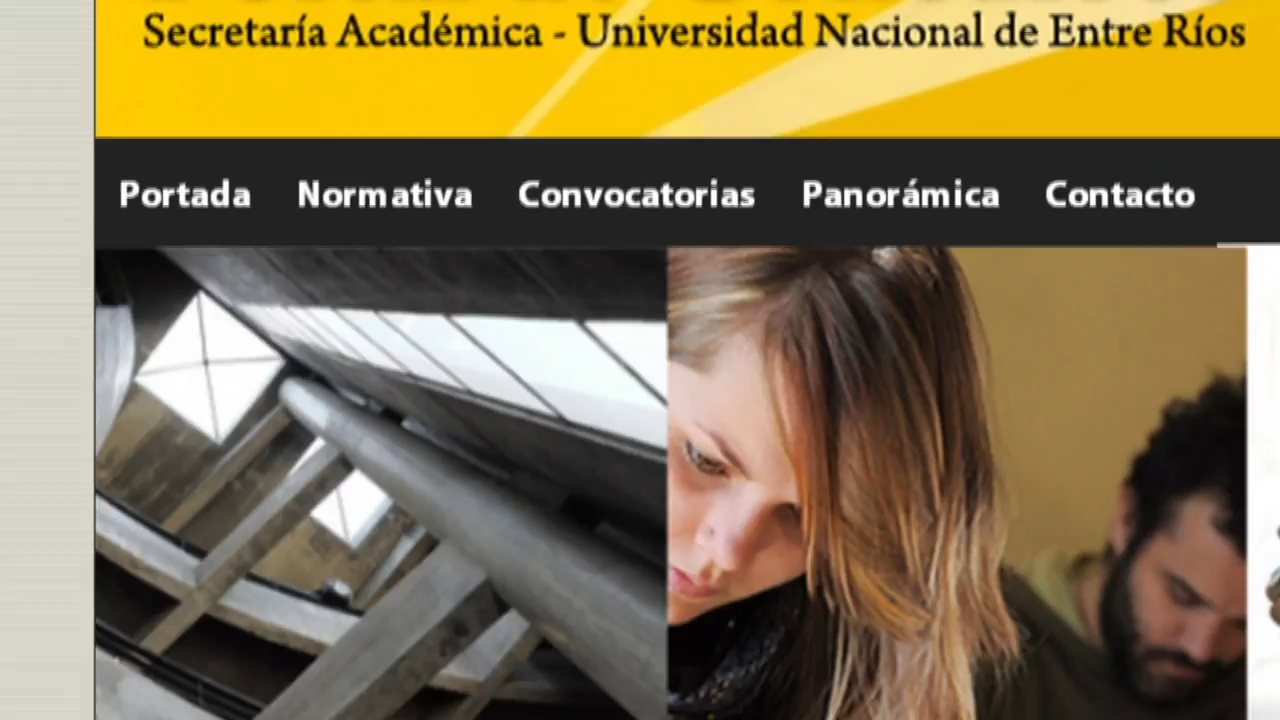 Secretaría Académica - Universidad Nacional de Entre Ríos
Portada Normativa Convocatorias Panorámica Contacto